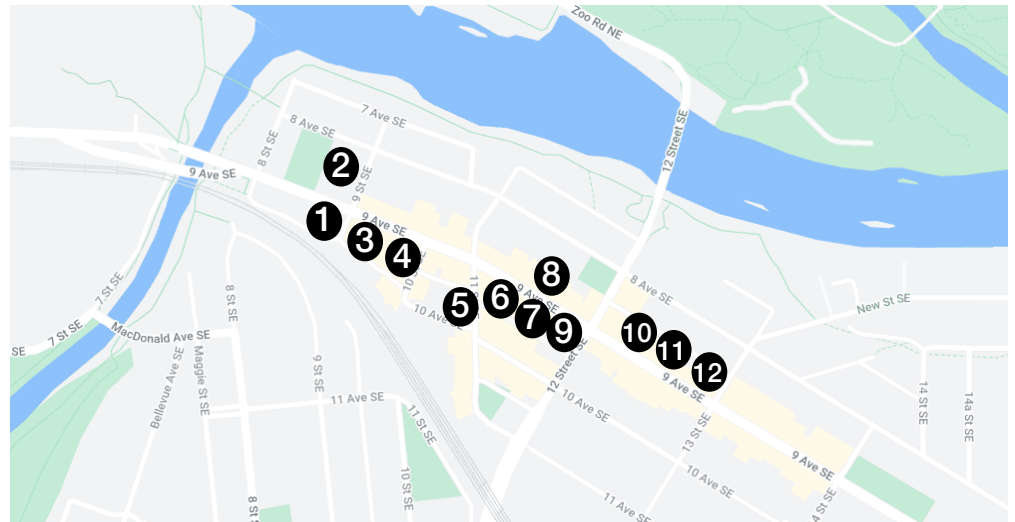 Zoo Rd NE
7 Ave SE
8 Ave SE
12 Street SE
8 St SE
9 Ave SE
2
9 St SE
1
9 Ave SE
3
4
10
8
8 Ave SE
7 St SE
8 St SE
11 S
9 Ave SE
6
5
New St SE
10 Ave SE
7
9
10
11
12
7 St SE
SE
MacDonald Ave SE
Maggie St SE
Bellevue Ave SE
9 St SE
12 Street SE
9 Ave SE
14 St SE
14a St SE
11 Ave SE
10 Ave SE
11 St SE
13 St SE
9 Ave SE
10 St SE
10 Ave SE
8 St
11 Ave SE
4 St SE